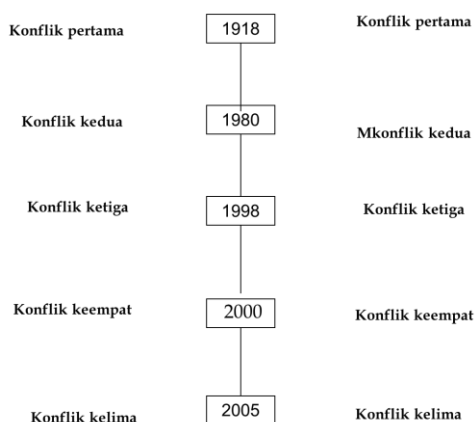 Konflik pertama 1918 Konflik pertama
Konflik kedua 1980 Mkonflik kedua
Konflik ketiga 1998 Konflik ketiga
Konflik keempat 2000 Konflik keempat
Konflik kelima 2005 Konflik kelima